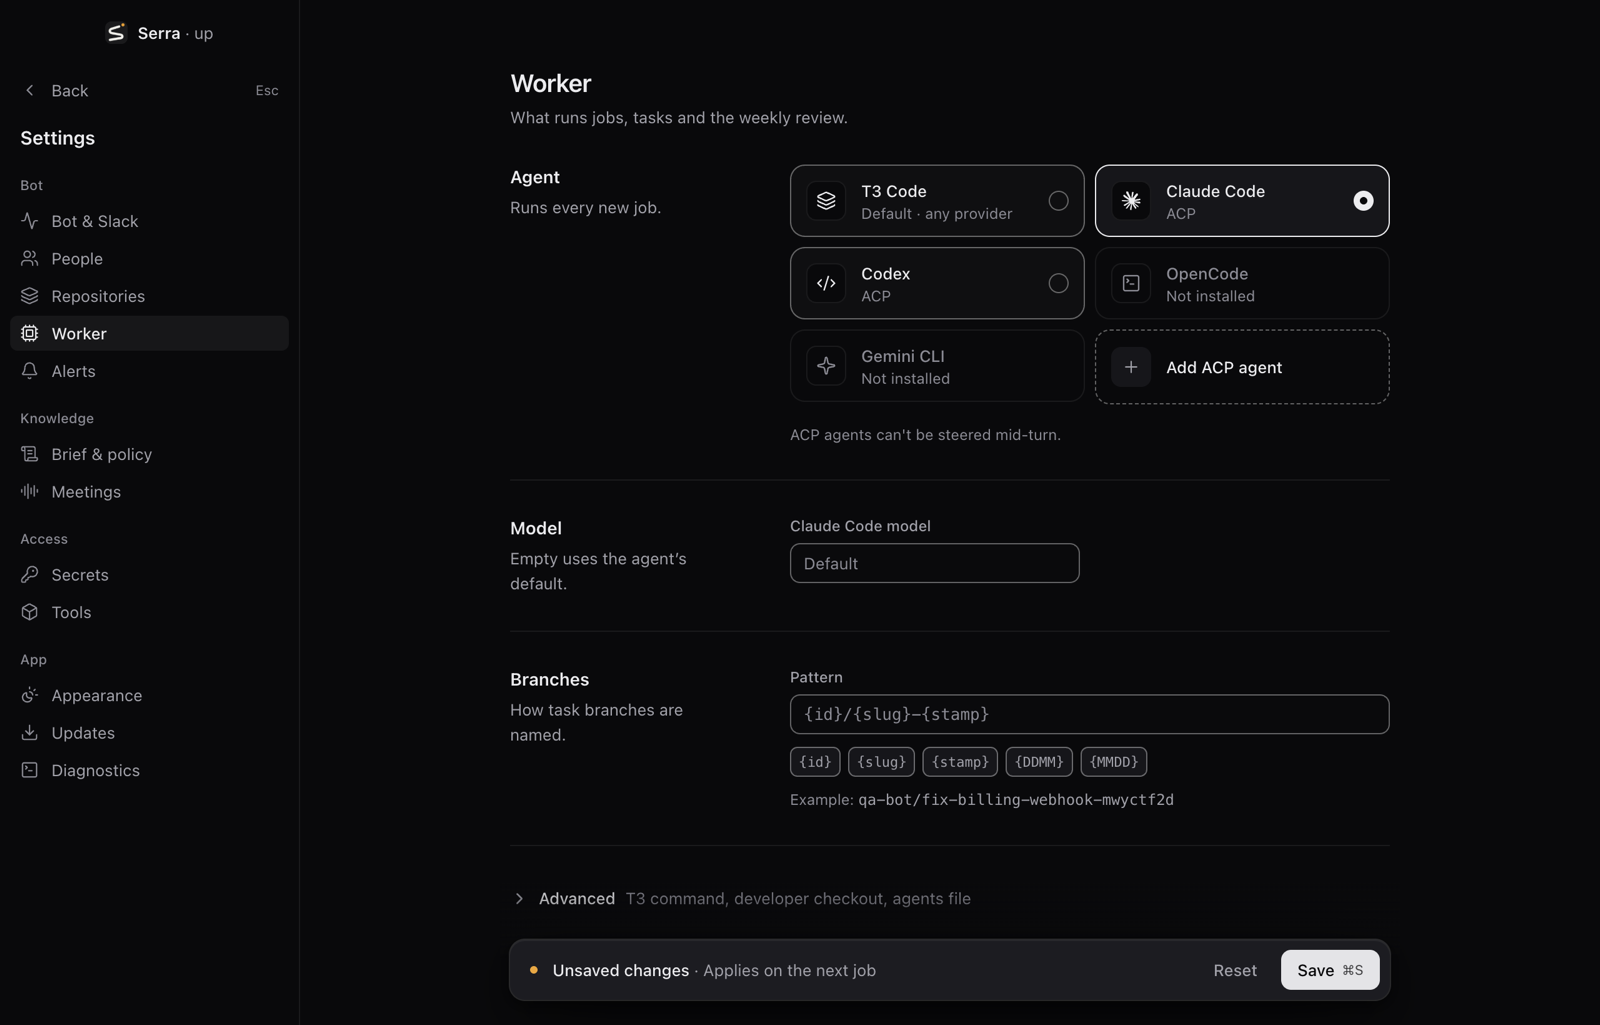 Serra · up
Back Esc
Settings
Bot
Bot & Slack
People
Repositories
Worker
Alerts
Knowledge
Brief & policy
Meetings
Access
Secrets
Tools
App
Appearance
Updates
Diagnostics
Worker
What runs jobs, tasks and the weekly review.
Agent
Runs every new job.
T3 Code
Default · any provider
Claude Code
ACP
Codex
ACP
OpenCode
Not installed
Gemini CLI
Not installed
Add ACP agent
ACP agents can't be steered mid-turn.
Model
Empty uses the agent’s
default.
Claude Code model
Default
Branches
How task branches are
named.
Pattern
{id}/{slug}-{stamp}
{id} {slug} {stamp} {DDMM} {MMDD}
Example: qa-bot/fix-billing-webhook-mwyctf2d
Advanced T3 command, developer checkout, agents file
Unsaved changes · Applies on the next job
Reset
Save ⌘S